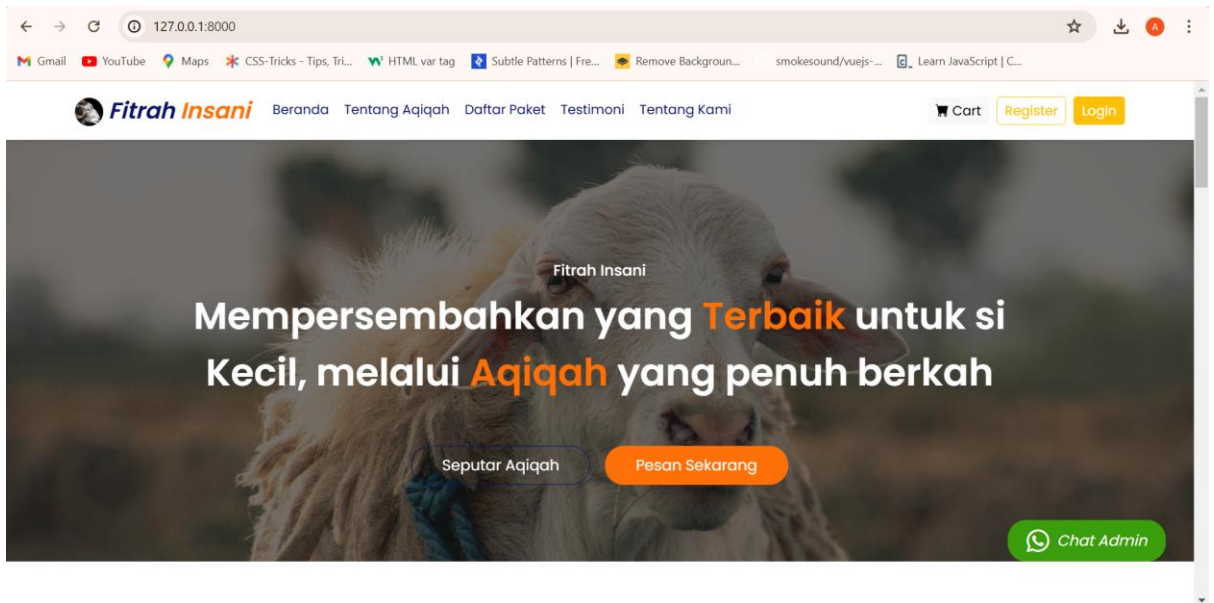 127.0.0.1:8000
A
Gmail YouTube Maps CSS-Tricks - Tips, Tri... HTML var tag Subtle Patterns | Fre... Remove Backgroun... smokesound/vuejs-... Learn JavaScript | C...
Fitrah Insani Beranda Tentang Aqiqah Daftar Paket Testimoni Tentang Kami Cart Register Login
Fitrah Insani
Mempersembahkan yang Terbaik untuk si
Kecil, melalui Aqiqah yang penuh berkah
Seputar Aqiqah Pesan Sekarang
Chat Admin